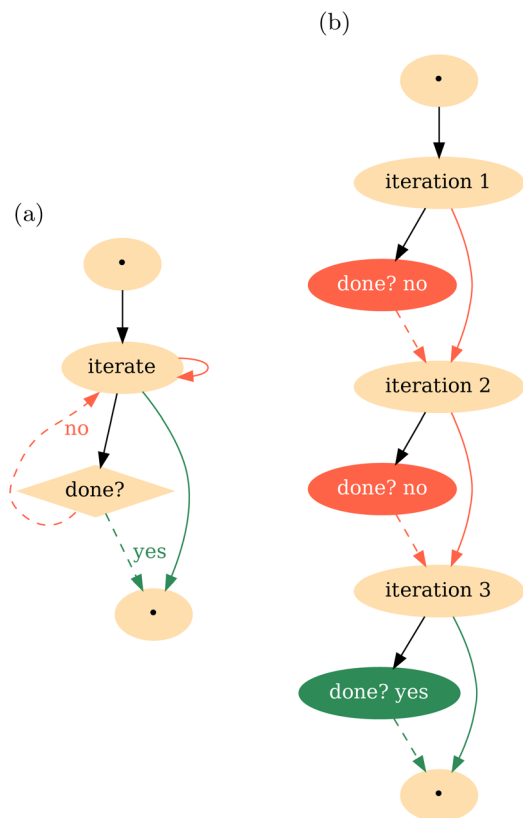 (a)
•
iterate
no
done?
yes
•
(b)
•
iteration 1
done? no
iteration 2
done? no
iteration 3
done? yes
•